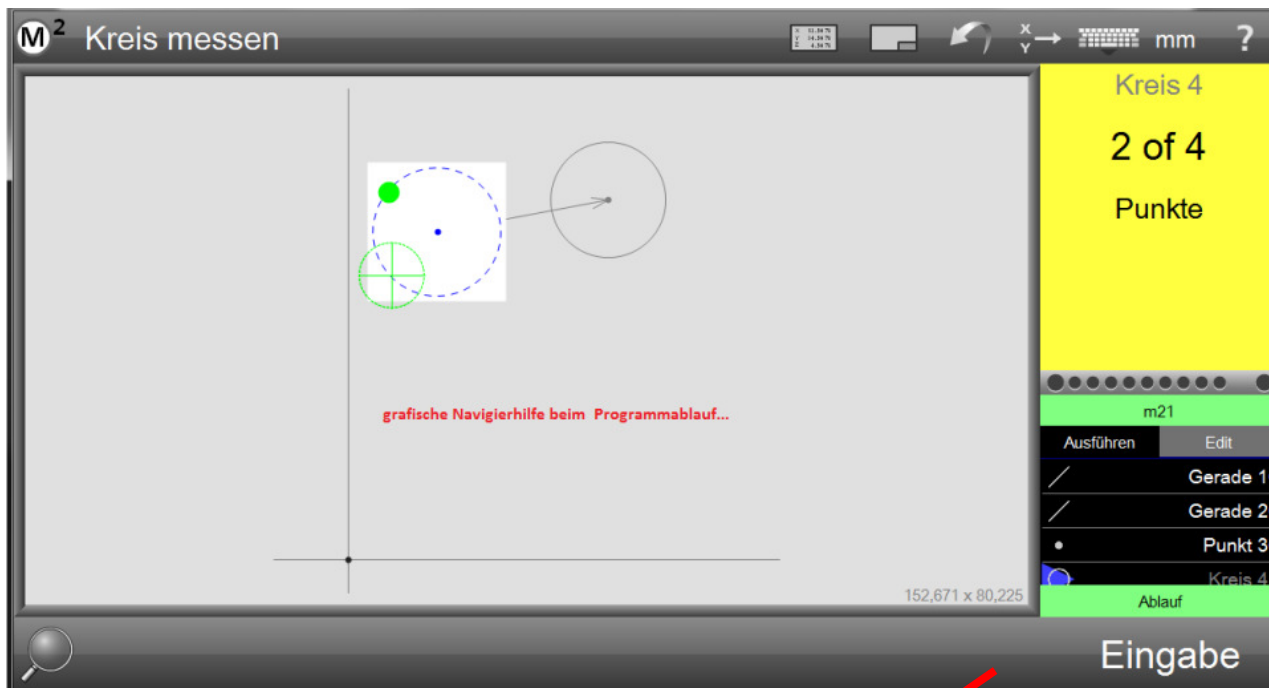 M² Kreis messen
X Y mm ?
Kreis 4
2 of 4
Punkte
grafische Navigierhilfe beim Programmablauf...
m21
Ausführen Edit
Gerade 1
Gerade 2
Punkt 3
Kreis 4
152,671 x 80,225
Ablauf
Eingabe